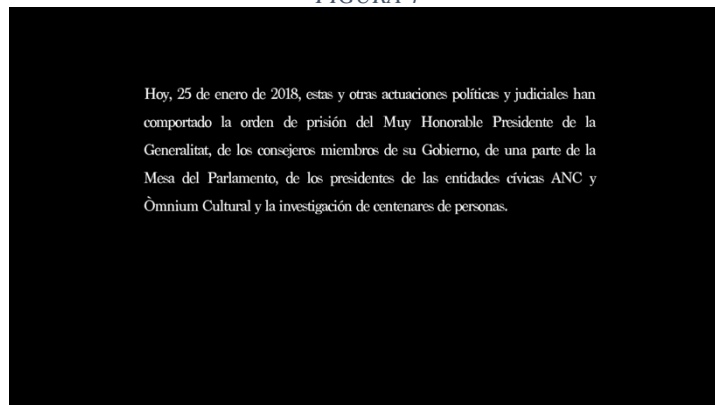 Hoy, 25 de enero de 2018, estas y otras actuaciones políticas y judiciales han
comportado la orden de prisión del Muy Honorable Presidente de la
Generalitat, de los consejeros miembros de su Gobierno, de una parte de la
Mesa del Parlamento, de los presidentes de las entidades cívicas ANC y
Òmnium Cultural y la investigación de centenares de personas.